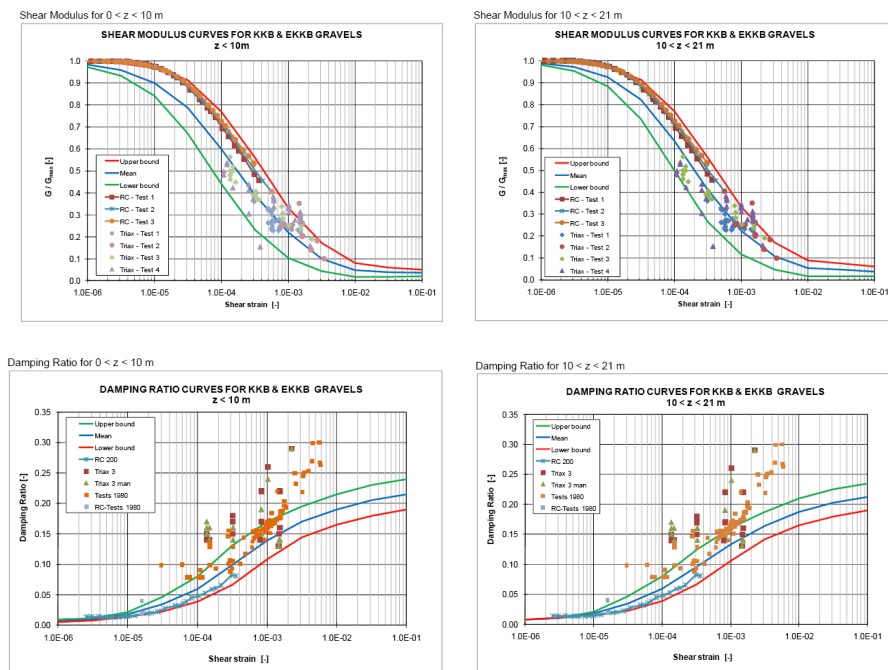 Shear Modulus for 0 < z < 10 m
SHEAR MODULUS CURVES FOR KKB & EKKB GRAVELS
z < 10m
G / Gmax [-]
1.0
0.9
0.8
0.7
0.6
0.5
0.4
0.3
0.2
0.1
0.0
Upper bound
Mean
Lower bound
RC - Test 1
RC - Test 2
RC - Test 3
Triax - Test 1
Triax - Test 2
Triax - Test 3
Triax - Test 4
1.0E-06 1.0E-05 1.0E-04 1.0E-03 1.0E-02 1.0E-01
Shear strain [-]
Shear Modulus for 10 < z < 21 m
SHEAR MODULUS CURVES FOR KKB & EKKB GRAVELS
10 < z < 21 m
G / Gmax [-]
1.0
0.9
0.8
0.7
0.6
0.5
0.4
0.3
0.2
0.1
0.0
Upper bound
Mean
Lower bound
RC - Test 1
RC - Test 2
RC - Test 3
Triax - Test 1
Triax - Test 2
Triax - Test 3
Triax - Test 4
1.0E-06 1.0E-05 1.0E-04 1.0E-03 1.0E-02 1.0E-01
Shear strain [-]
Damping Ratio for 0 < z < 10 m
DAMPING RATIO CURVES FOR KKB & EKKB GRAVELS
z < 10 m
Damping Ratio [-]
0.35
0.30
0.25
0.20
0.15
0.10
0.05
0.00
Upper bound
Mean
Lower bound
RC 200
Triax 3
Triax 3 man
Tests 1980
RC-Tests 1980
1.0E-06 1.0E-05 1.0E-04 1.0E-03 1.0E-02 1.0E-01
Shear strain [-]
Damping Ratio for 10 < z < 21 m
DAMPING RATIO CURVES FOR KKB & EKKB GRAVELS
10 < z < 21 m
Damping Ratio [-]
0.35
0.30
0.25
0.20
0.15
0.10
0.05
0.00
Upper bound
Mean
Lower bound
RC 200
Triax 3
Triax 3 man
Tests 1980
RC-Tests 1980
1.0E-06 1.0E-05 1.0E-04 1.0E-03 1.0E-02 1.0E-01
Shear strain [-]